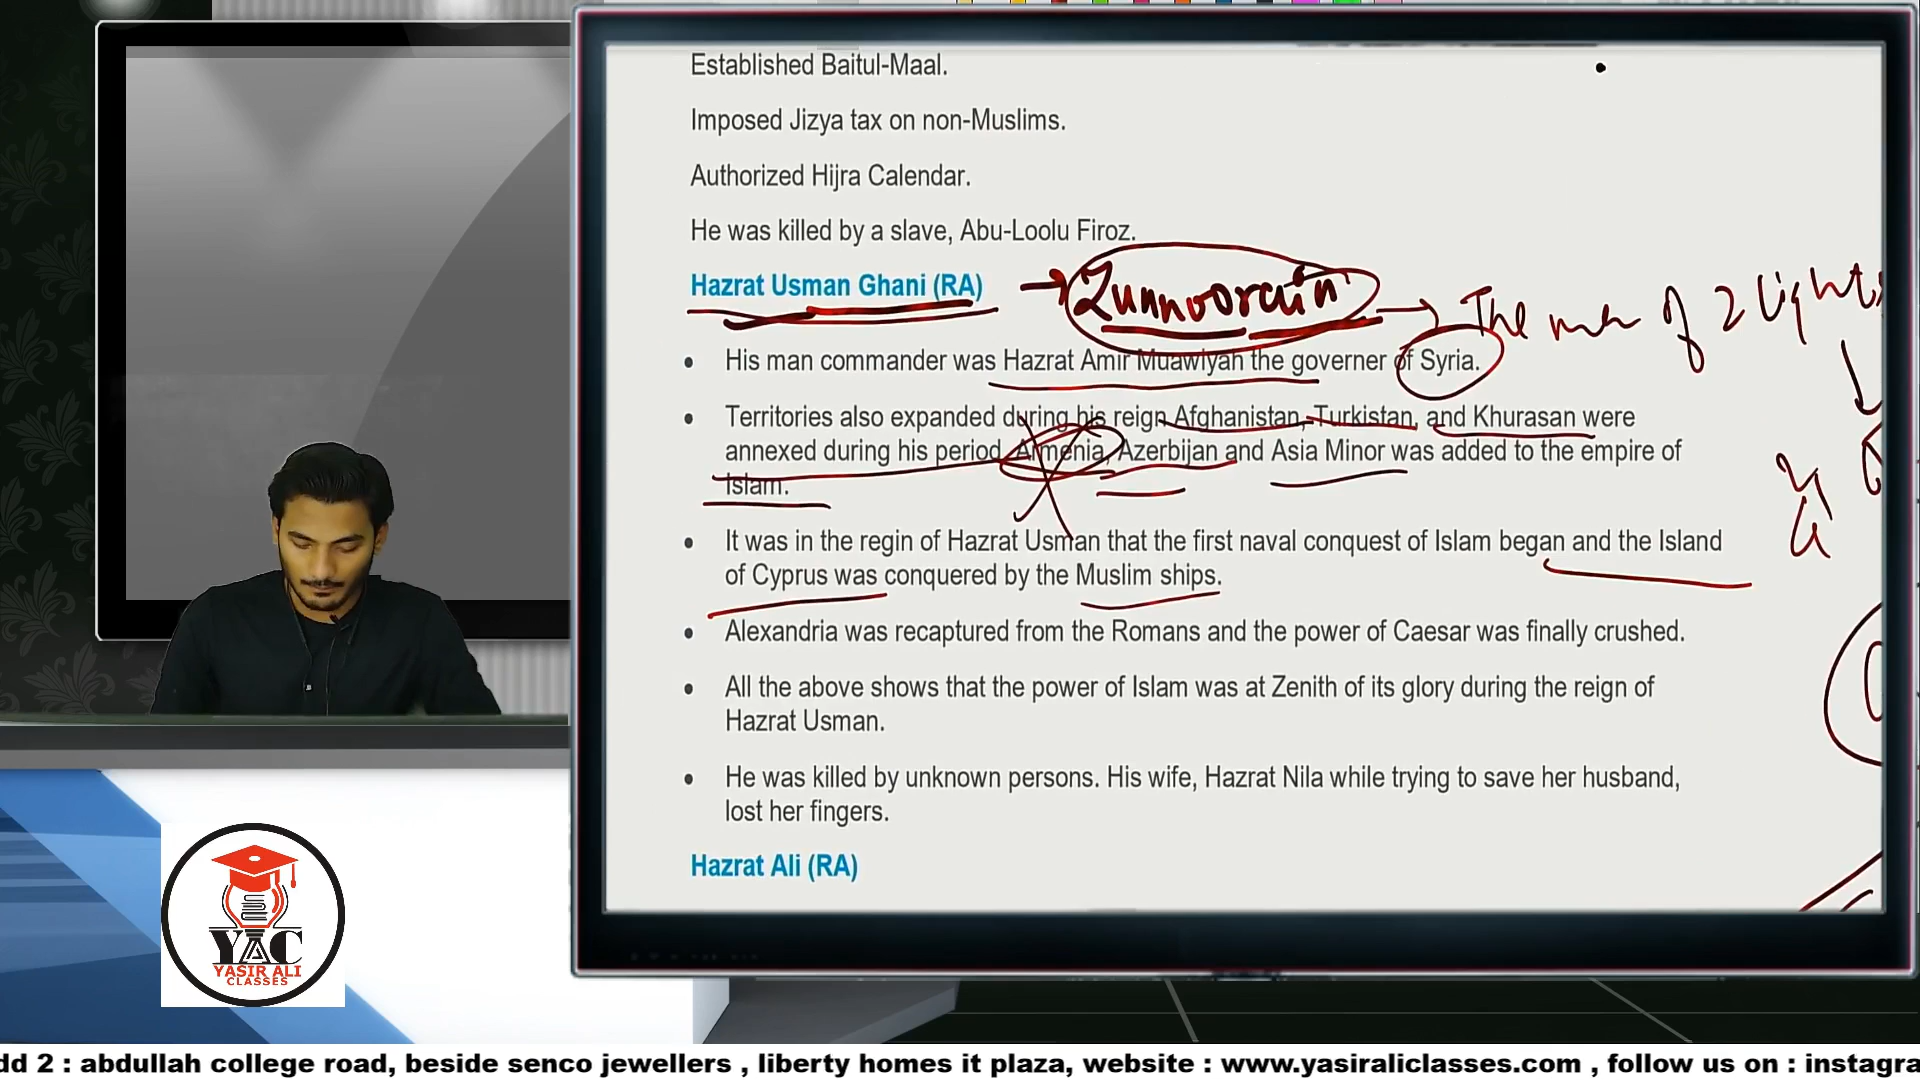 Established Baitul-Maal.
Imposed Jizya tax on non-Muslims.
Authorized Hijra Calendar.
He was killed by a slave, Abu-Loolu Firoz.
Hazrat Usman Ghani (RA) → Zunnoorain → The man of 2 lights
• His man commander was Hazrat Amir Muawiyah the governer of Syria.
• Territories also expanded during his reign Afghanistan, Turkistan, and Khurasan were
annexed during his period Armenia, Azerbijan and Asia Minor was added to the empire of
Islam.
• It was in the regin of Hazrat Usman that the first naval conquest of Islam began and the Island
of Cyprus was conquered by the Muslim ships.
• Alexandria was recaptured from the Romans and the power of Caesar was finally crushed.
• All the above shows that the power of Islam was at Zenith of its glory during the reign of
Hazrat Usman.
• He was killed by unknown persons. His wife, Hazrat Nila while trying to save her husband,
lost her fingers.
Hazrat Ali (RA)
YAC
YASIR ALI
CLASSES
dd 2 : abdullah college road, beside senco jewellers , liberty homes it plaza, website : www.yasiraliclasses.com , follow us on : instagra